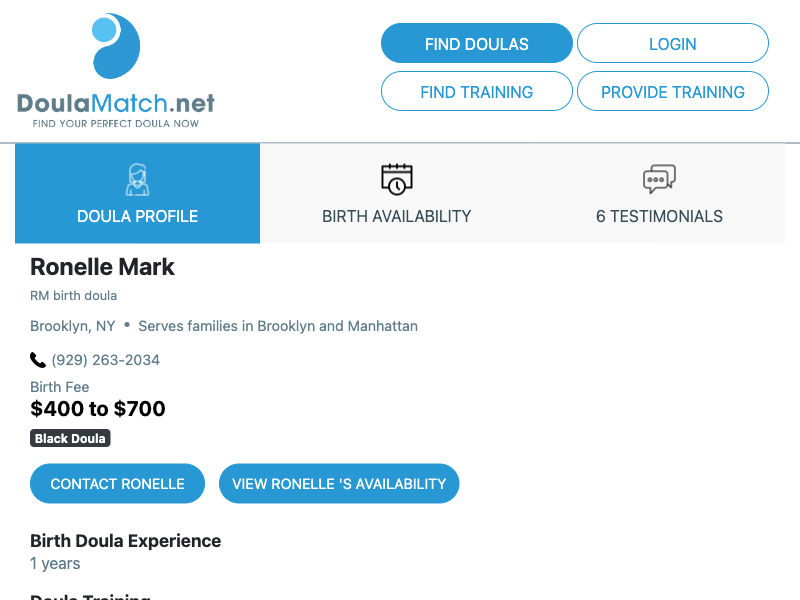 DoulaMatch.net
FIND YOUR PERFECT DOULA NOW
FIND DOULAS
LOGIN
FIND TRAINING
PROVIDE TRAINING
DOULA PROFILE
BIRTH AVAILABILITY
6 TESTIMONIALS
Ronelle Mark
RM birth doula
Brooklyn, NY • Serves families in Brooklyn and Manhattan
(929) 263-2034
Birth Fee
$400 to $700
Black Doula
CONTACT RONELLE
VIEW RONELLE 'S AVAILABILITY
Birth Doula Experience
1 years
Doula Training